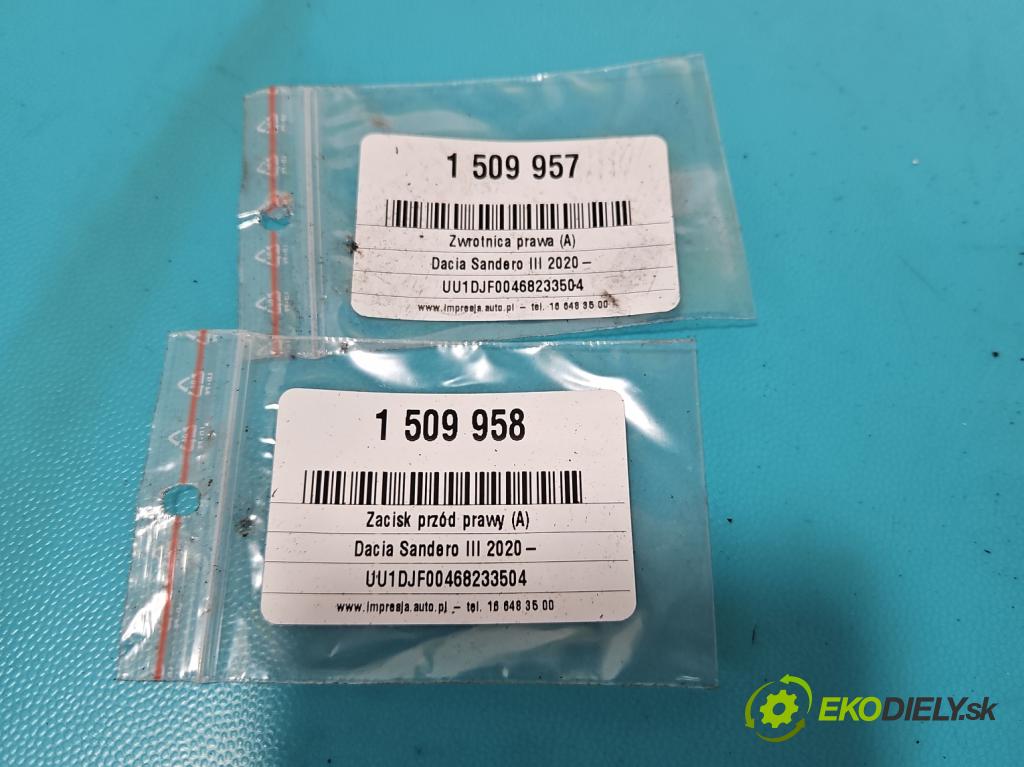 1 509 957
Zwrotnica prawa (A)
Dacia Sandero III 2020 –
UU1DJF00468233504
www.impresja.auto.pl – tel. 16 648 35 00
1 509 958
Zacisk przód prawy (A)
Dacia Sandero III 2020 –
UU1DJF00468233504
www.impresja.auto.pl – tel. 16 648 35 00
EKODIELY.sk